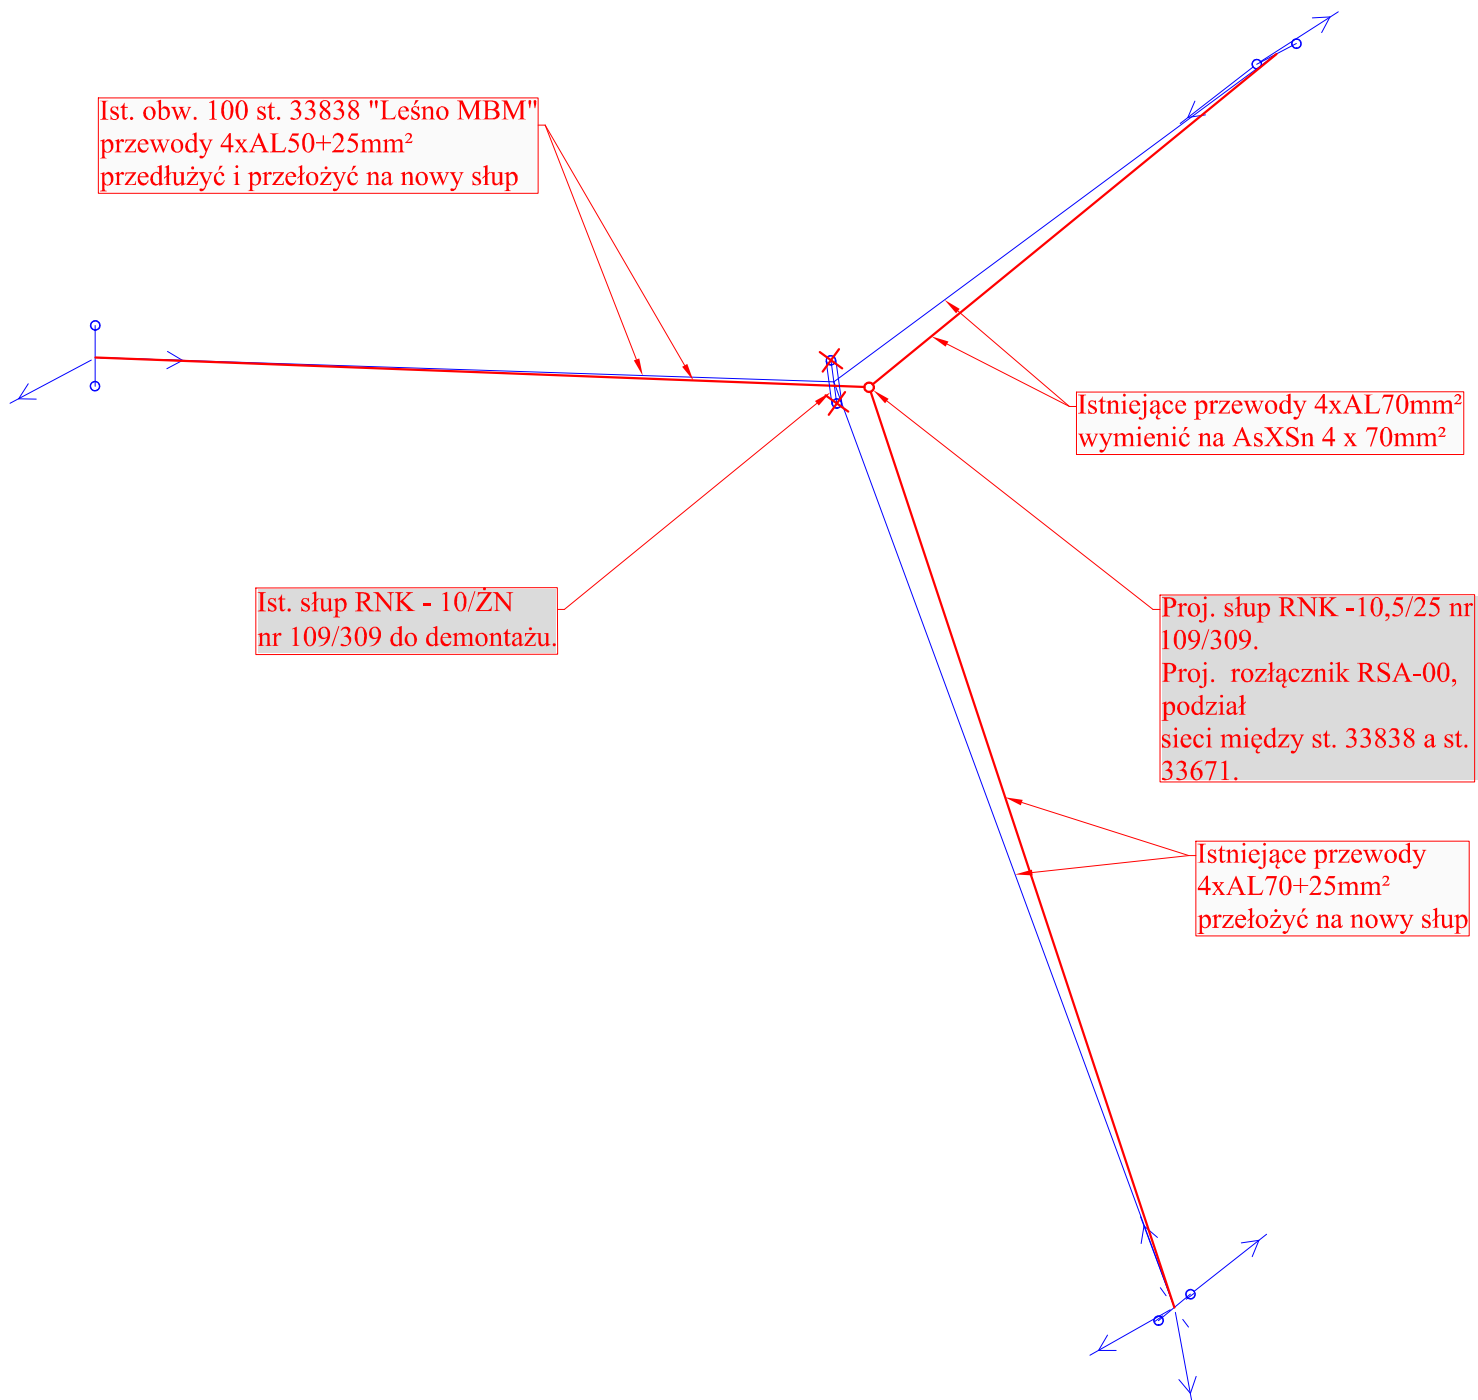 Ist. obw. 100 st. 33838 "Leśno MBM"
przewody 4xAL50+25mm²
przedłużyć i przełożyć na nowy słup
Istniejące przewody 4xAL70mm²
wymienić na AsXSn 4 x 70mm²
Ist. słup RNK - 10/ŻN
nr 109/309 do demontażu.
Proj. słup RNK -10,5/25 nr
109/309.
Proj. rozłącznik RSA-00,
podział
sieci między st. 33838 a st.
33671.
Istniejące przewody
4xAL70+25mm²
przełożyć na nowy słup